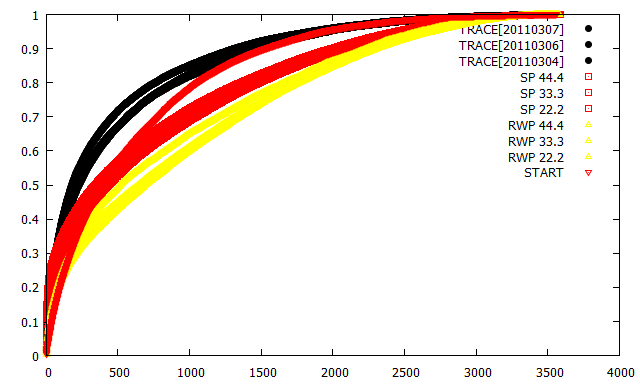 1
0.9
0.8
0.7
0.6
0.5
0.4
0.3
0.2
0.1
0
TRACE[20110307]
TRACE[20110306]
TRACE[20110304]
SP 44.4
SP 33.3
SP 22.2
RWP 44.4
RWP 33.3
RWP 22.2
START
0 500 1000 1500 2000 2500 3000 3500 4000